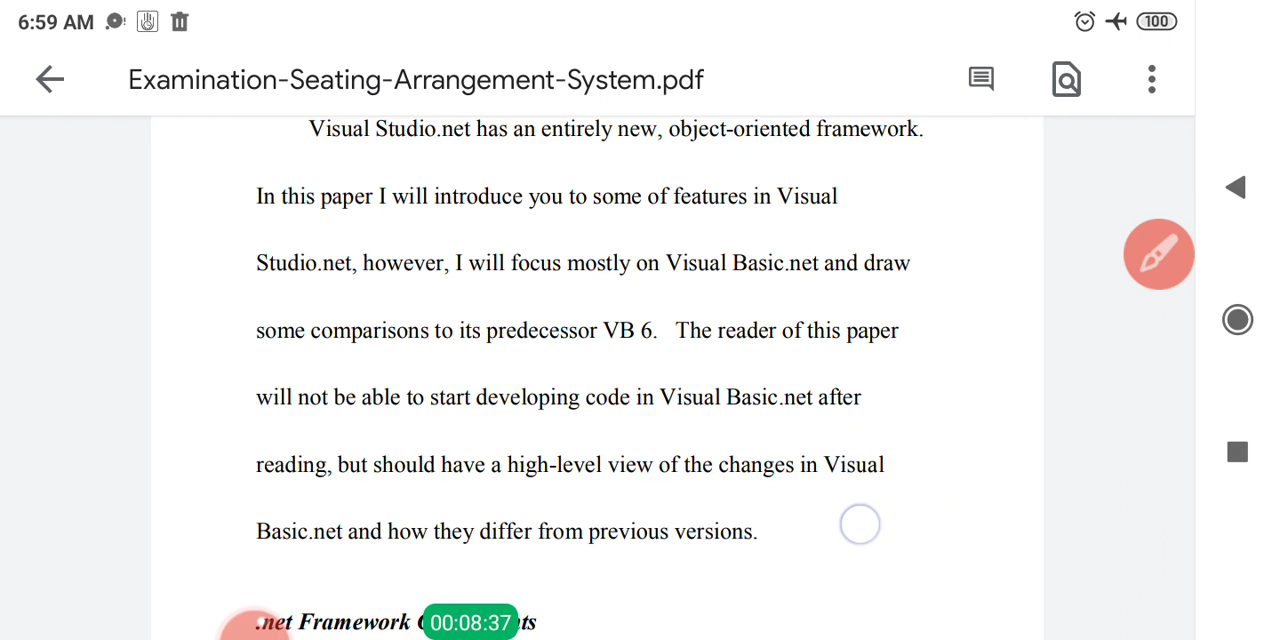 6:59 AM
100
Examination-Seating-Arrangement-System.pdf
Visual Studio.net has an entirely new, object-oriented framework.
In this paper I will introduce you to some of features in Visual
Studio.net, however, I will focus mostly on Visual Basic.net and draw
some comparisons to its predecessor VB 6. The reader of this paper
will not be able to start developing code in Visual Basic.net after
reading, but should have a high-level view of the changes in Visual
Basic.net and how they differ from previous versions.
.net Framework
00:08:37